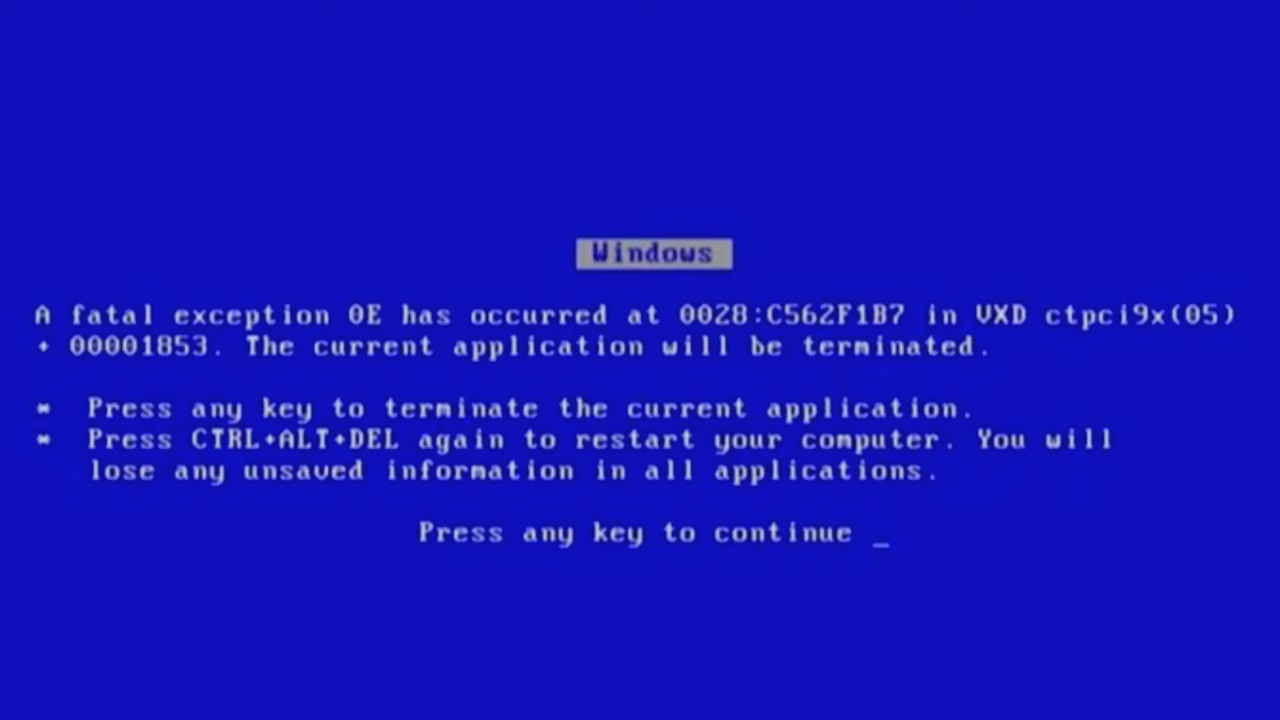 Windows
A fatal exception 0E has occurred at 0028:C562F1B7 in VXD ctpci9x(05)
+ 00001853. The current application will be terminated.
*  Press any key to terminate the current application.
*  Press CTRL+ALT+DEL again to restart your computer. You will
lose any unsaved information in all applications.
Press any key to continue _